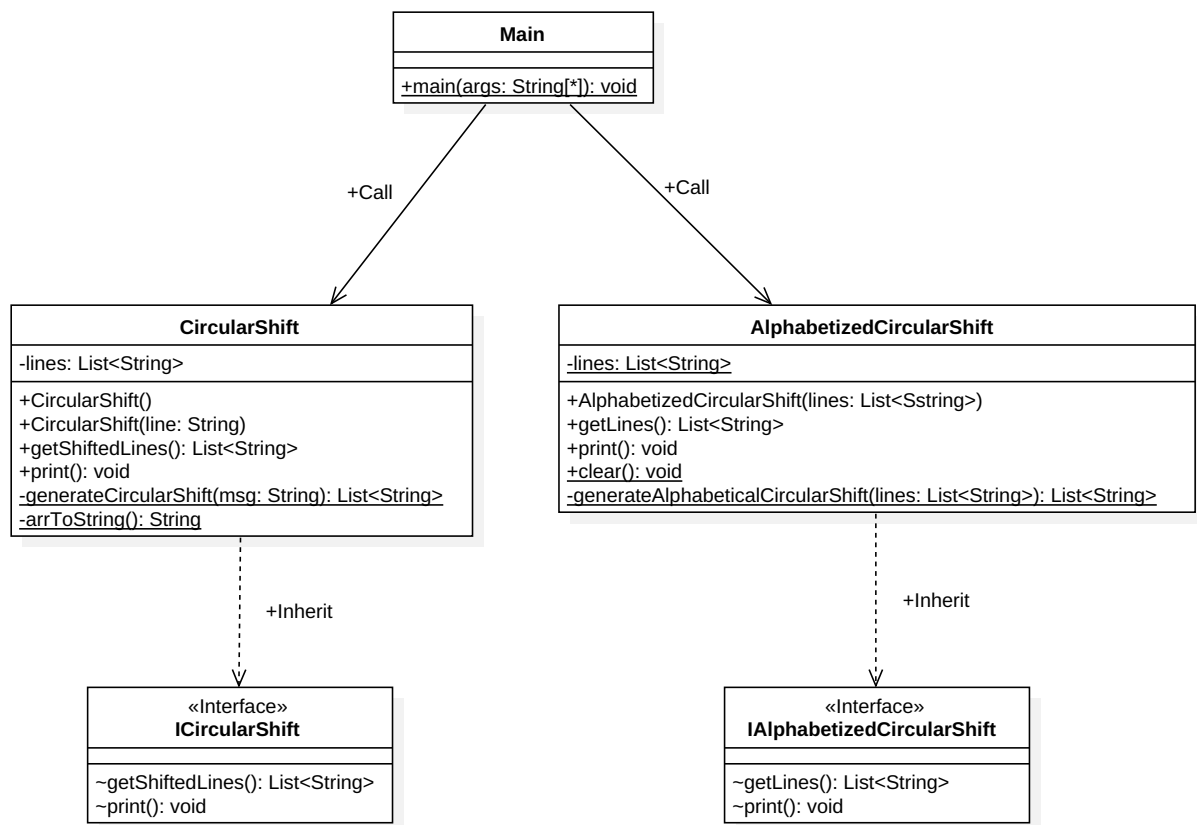 Main
+main(args: String[*]): void
+Call
+Call
CircularShift
-lines: List<String>
+CircularShift()
+CircularShift(line: String)
+getShiftedLines(): List<String>
+print(): void
-generateCircularShift(msg: String): List<String>
-arrToString(): String
AlphabetizedCircularShift
-lines: List<String>
+AlphabetizedCircularShift(lines: List<Sstring>)
+getLines(): List<String>
+print(): void
+clear(): void
-generateAlphabeticalCircularShift(lines: List<String>): List<String>
+Inherit
+Inherit
«Interface»
ICircularShift
~getShiftedLines(): List<String>
~print(): void
«Interface»
IAlphabetizedCircularShift
~getLines(): List<String>
~print(): void